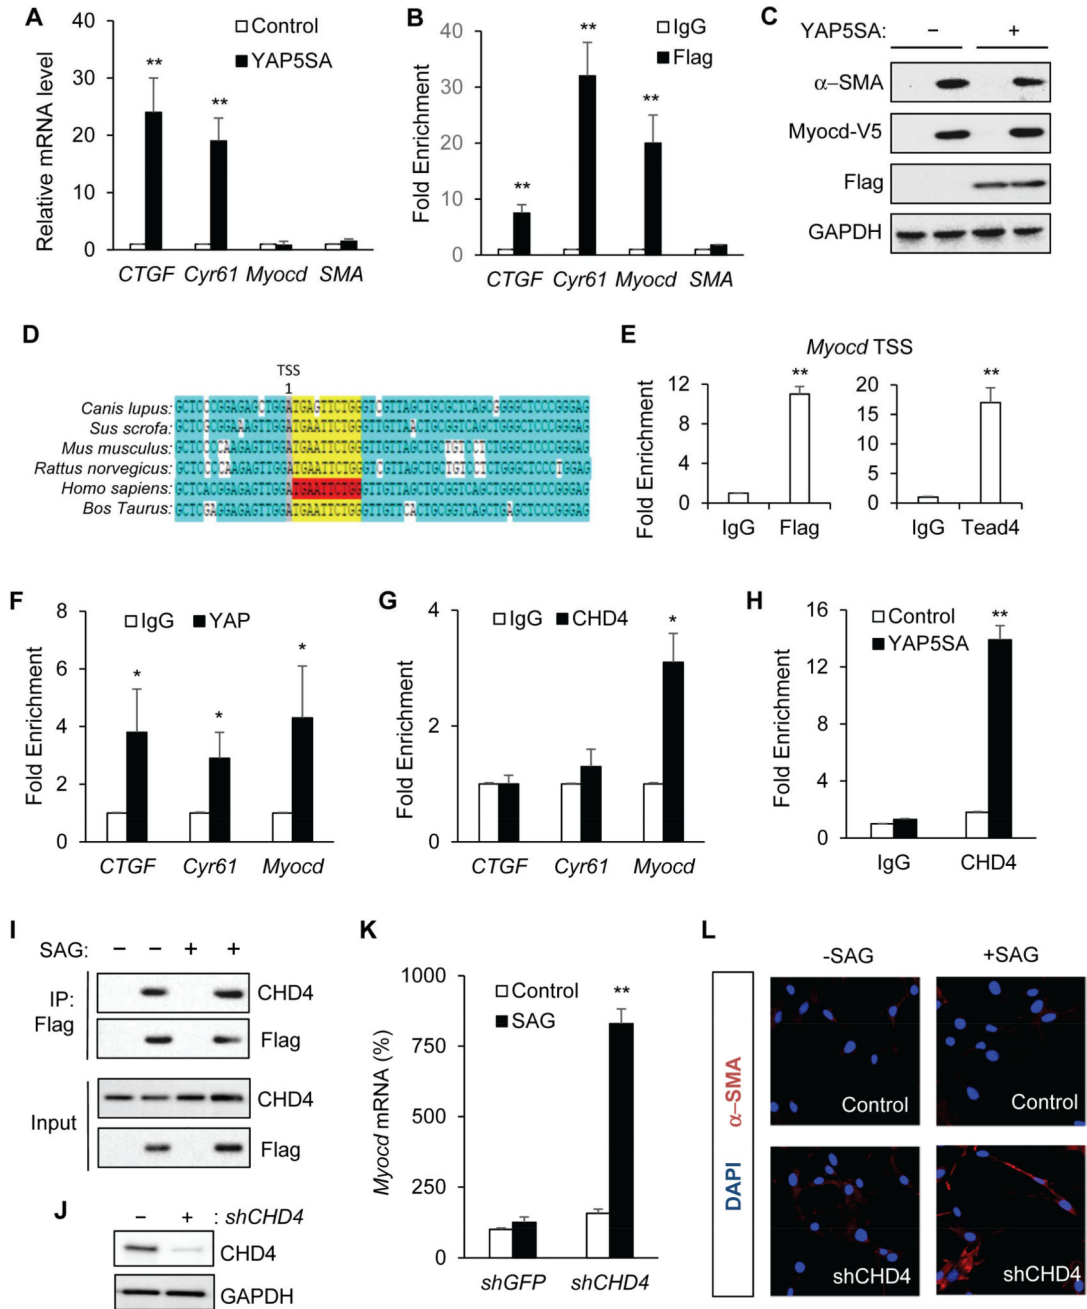 A
Relative mRNA level
40
30
20
10
0
Control
YAP5SA
**
**
CTGF Cyr61 Myocd SMA
B
Fold Enrichment
40
30
20
10
0
IgG
Flag
**
**
**
CTGF Cyr61 Myocd SMA
C
YAP5SA: – +
α–SMA
Myocd-V5
Flag
GAPDH
D
TSS
1
Canis lupus:
Sus scrofa:
Mus musculus:
Rattus norvegicus:
Homo sapiens:
Bos Taurus:
E
Myocd TSS
Fold Enrichment
12
8
4
0
**
IgG Flag
20
15
10
5
0
**
IgG Tead4
F
Fold Enrichment
8
6
4
2
0
IgG YAP
*
*
*
CTGF Cyr61 Myocd
G
Fold Enrichment
4
2
0
IgG CHD4
*
CTGF Cyr61 Myocd
H
Fold Enrichment
16
12
8
4
0
Control
YAP5SA
**
IgG CHD4
I
SAG: – – + +
IP:
Flag
CHD4
Flag
Input
CHD4
Flag
J
– + : shCHD4
CHD4
GAPDH
K
Myocd mRNA (%)
1000
750
500
250
0
Control
SAG
**
shGFP shCHD4
L
-SAG +SAG
DAPI α–SMA
Control Control
shCHD4 shCHD4